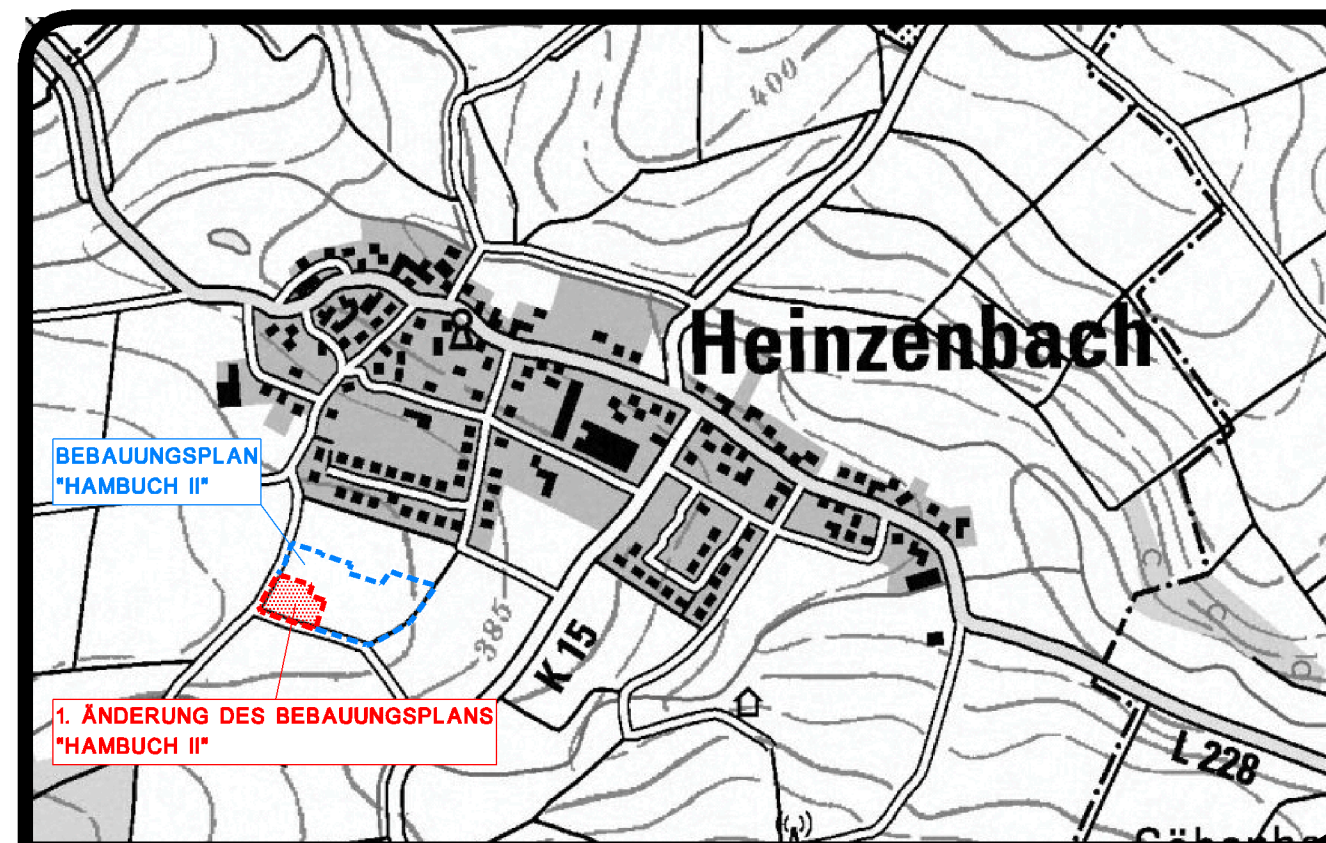 400
Heinzenbach
BEBAUUNGSPLAN
"HAMBUCH II"
385
K 15
1. ÄNDERUNG DES BEBAUUNGSPLANS
"HAMBUCH II"
L 228